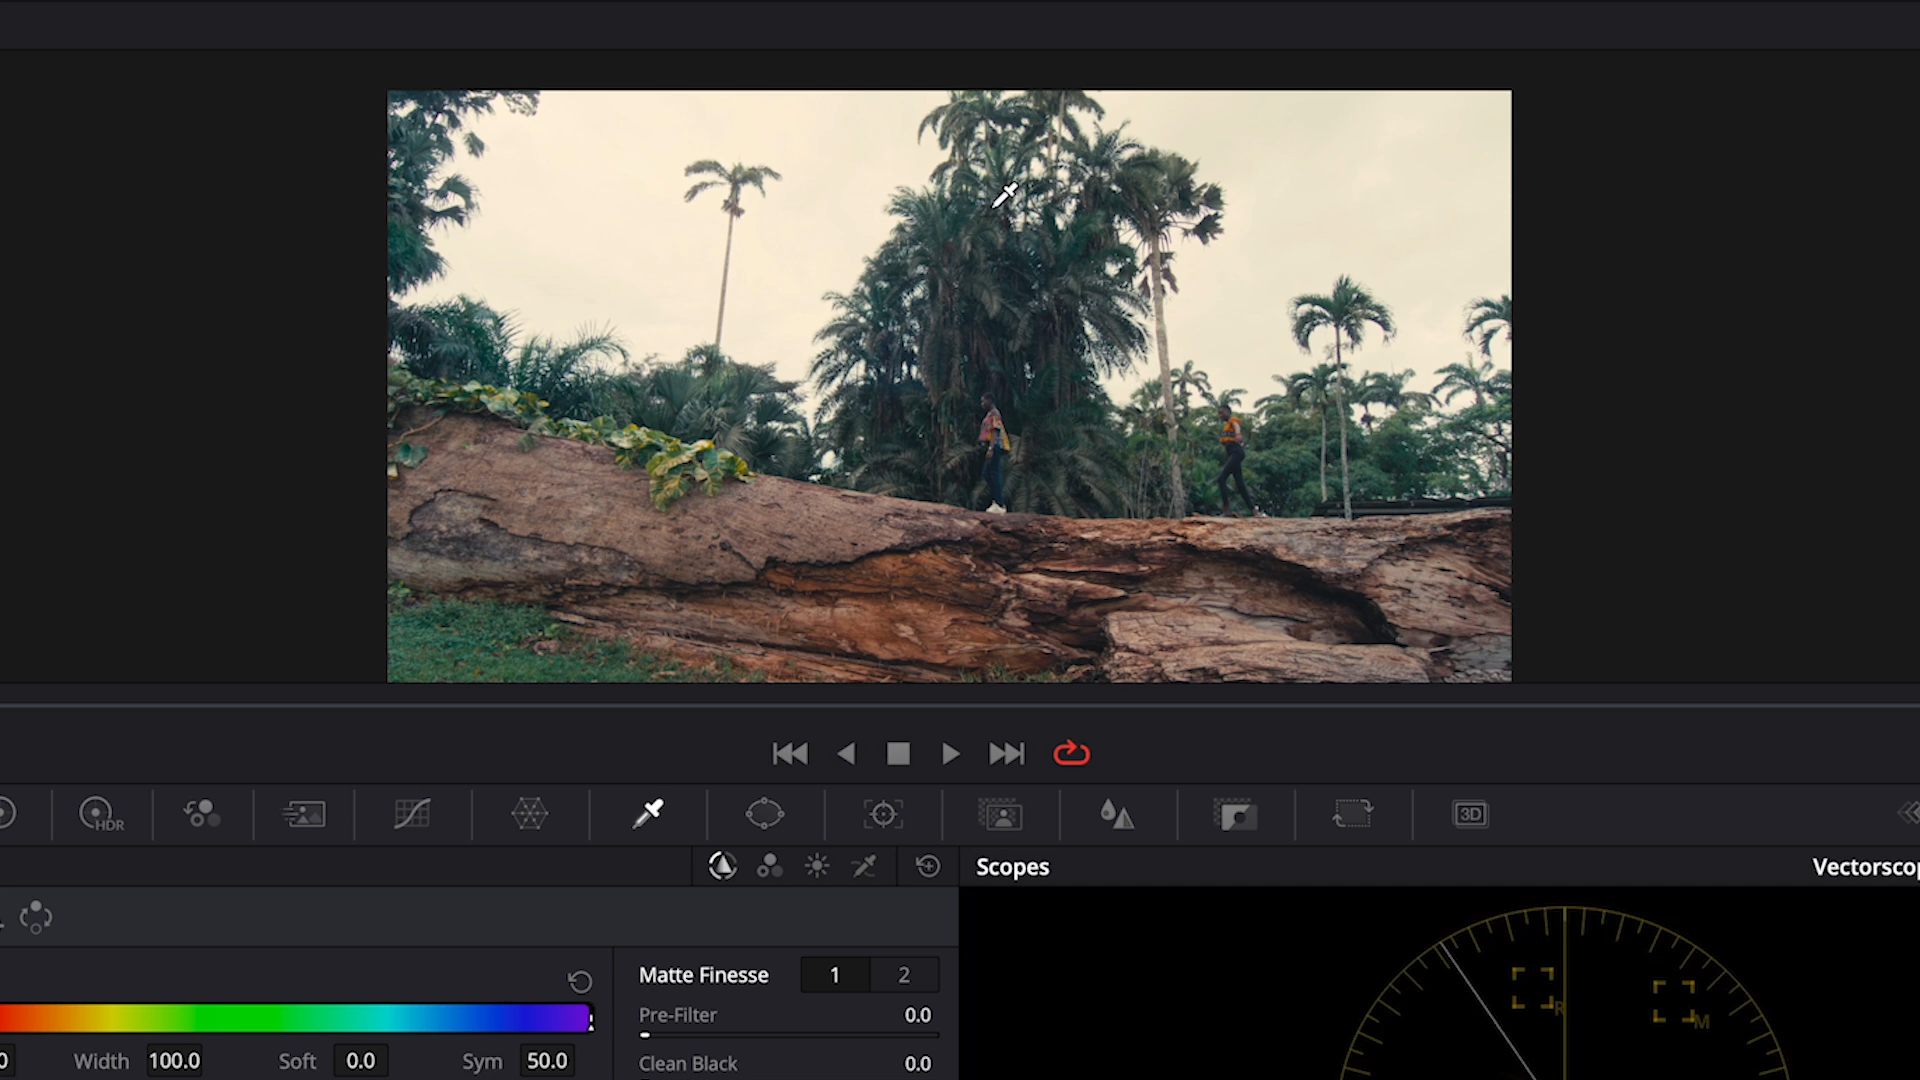 HDR
3D
Scopes
Vectorscop
Matte Finesse 1 2
Pre-Filter 0.0
R
M
0 Width 100.0 Soft 0.0 Sym 50.0
Clean Black 0.0